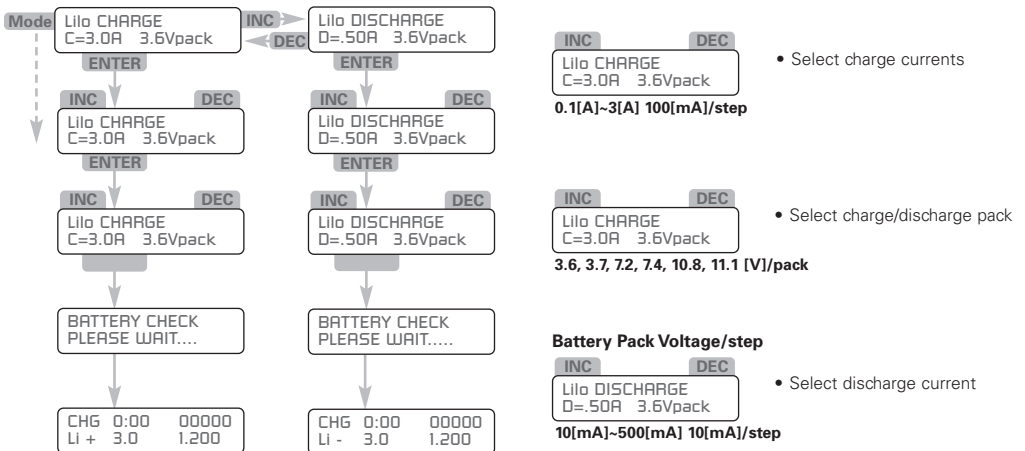 Mode
LiIo CHARGE
C=3.0A 3.6Vpack
INC
DEC
LiIo DISCHARGE
D=.50A 3.6Vpack
ENTER
ENTER
INC DEC
LiIo CHARGE
C=3.0A 3.6Vpack
ENTER
INC DEC
LiIo DISCHARGE
D=.50A 3.6Vpack
ENTER
INC DEC
LiIo CHARGE
C=3.0A 3.6Vpack
INC DEC
LiIo DISCHARGE
D=.50A 3.6Vpack
BATTERY CHECK
PLEASE WAIT....
BATTERY CHECK
PLEASE WAIT.....
CHG 0:00 00000
Li + 3.0 1.200
CHG 0:00 00000
Li - 3.0 1.200
INC DEC
LiIo CHARGE
C=3.0A 3.6Vpack
• Select charge currents
0.1[A]~3[A] 100[mA]/step
INC DEC
LiIo CHARGE
C=3.0A 3.6Vpack
• Select charge/discharge pack
3.6, 3.7, 7.2, 7.4, 10.8, 11.1 [V]/pack
Battery Pack Voltage/step
INC DEC
LiIo DISCHARGE
D=.50A 3.6Vpack
• Select discharge current
10[mA]~500[mA] 10[mA]/step